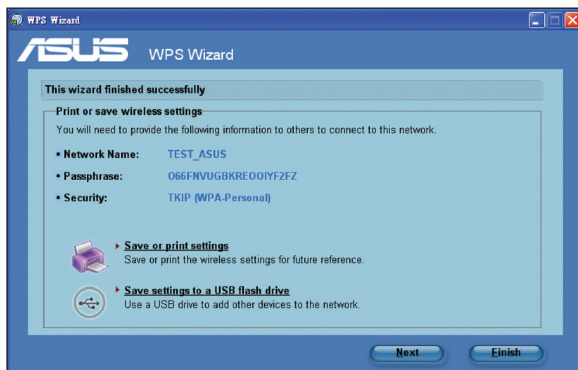 WPS Wizard
ASUS WPS Wizard
This wizard finished successfully
Print or save wireless settings
You will need to provide the following information to others to connect to this network.
Network Name: TEST_ASUS
Passphrase: O66FNVUGBKREOOIYF2FZ
Security: TKIP (WPA-Personal)
Save or print settings
Save or print the wireless settings for future reference.
Save settings to a USB flash drive
Use a USB drive to add other devices to the network.
Next Finish